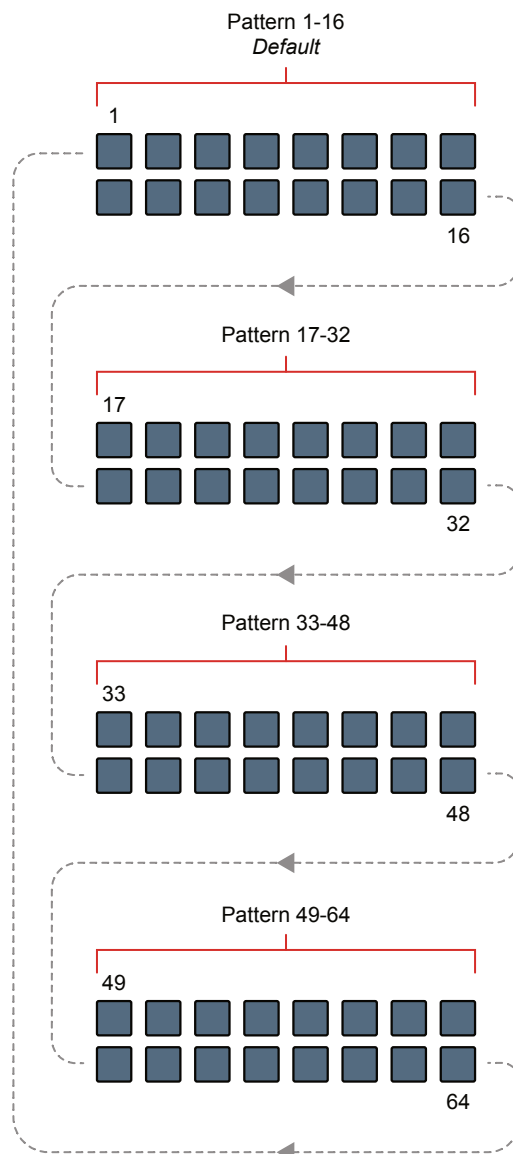 Pattern 1-16
Default
1
16
Pattern 17-32
17
32
Pattern 33-48
33
48
Pattern 49-64
49
64